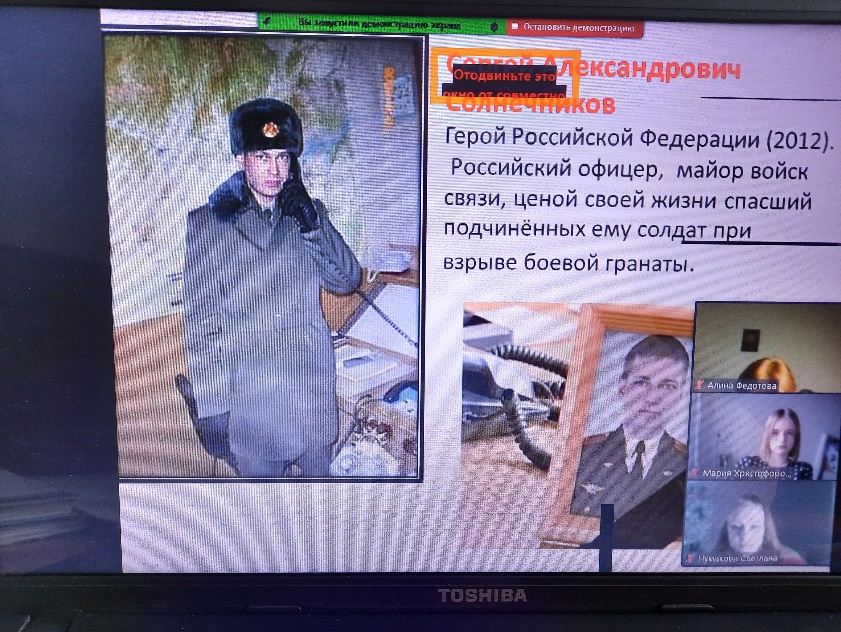 Вы запустили демонстрацию экрана
Остановить демонстрацию
Сергей Александрович
Отодвиньте это
окно от совместно
Солнечников
Герой Российской Федерации (2012).
Российский офицер, майор войск
связи, ценой своей жизни спасший
подчинённых ему солдат при
взрыве боевой гранаты.
Алина Федотова
Мария Христофоро...
Чумакова Светлана
TOSHIBA